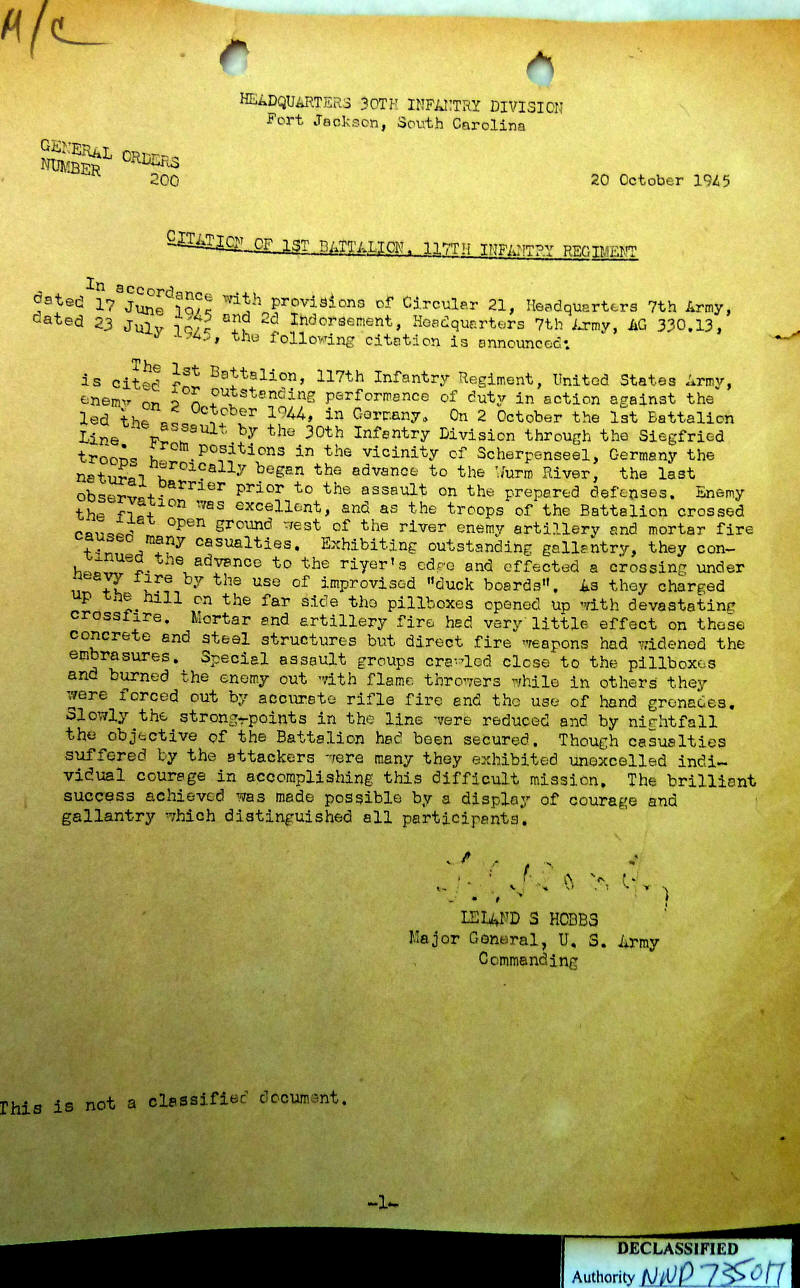 M/C
HEADQUARTERS 30TH INFANTRY DIVISION
Fort Jackson, South Carolina
GENERAL ORDERS
NUMBER 200
20 October 1945
CITATION OF 1ST BATTALION, 117TH INFANTRY REGIMENT
In accordance with provisions of Circular 21, Headquarters 7th Army,
dated 17 June 1945 and 2d Indorsement, Headquarters 7th Army, AG 330.13,
dated 23 July 1945, the following citation is announced:
The 1st Battalion, 117th Infantry Regiment, United States Army,
is cited for outstanding performance of duty in action against the
enemy on 2 October 1944, in Germany. On 2 October the 1st Battalion
led the assault by the 30th Infantry Division through the Siegfried
Line. From positions in the vicinity of Scherpenseel, Germany the
troops heroically began the advance to the Wurm River, the last
natural barrier prior to the assault on the prepared defenses. Enemy
observation was excellent, and as the troops of the Battalion crossed
the flat open ground west of the river enemy artillery and mortar fire
caused many casualties. Exhibiting outstanding gallantry, they con-
tinued the advance to the river's edge and effected a crossing under
heavy fire by the use of improvised "duck boards". As they charged
up the hill on the far side the pillboxes opened up with devastating
crossfire. Mortar and artillery fire had very little effect on these
concrete and steel structures but direct fire weapons had widened the
embrasures. Special assault groups crawled close to the pillboxes
and burned the enemy out with flame throwers while in others they
were forced out by accurate rifle fire and the use of hand grenades.
Slowly the strong-points in the line were reduced and by nightfall
the objective of the Battalion had been secured. Though casualties
suffered by the attackers were many they exhibited unexcelled indi-
vidual courage in accomplishing this difficult mission. The brilliant
success achieved was made possible by a display of courage and
gallantry which distinguished all participants.
LELAND S HOBBS
Major General, U. S. Army
Commanding
This is not a classified document.
-1-
DECLASSIFIED
Authority NND 735017